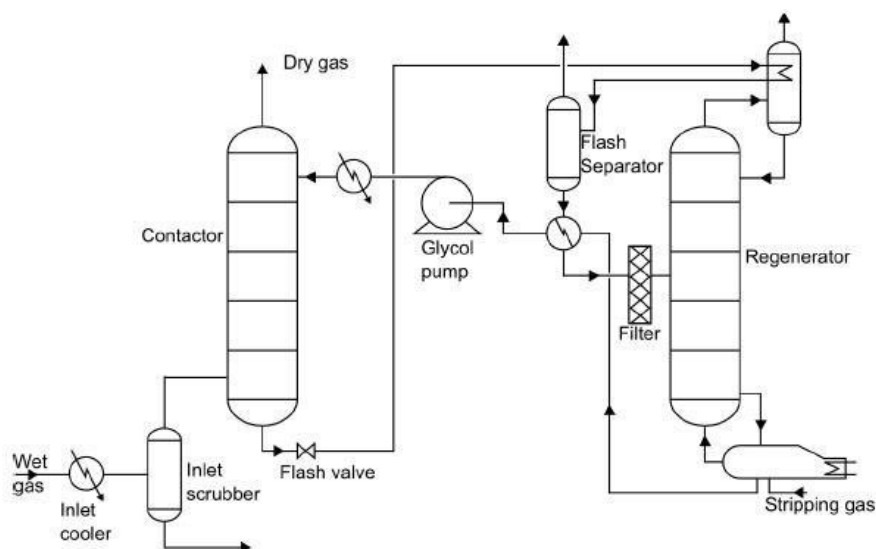 Dry gas
Flash
Separator
Contactor
Glycol
pump
Regenerator
Filter
Wet
gas
Inlet
cooler
Inlet
scrubber
Flash valve
Stripping gas